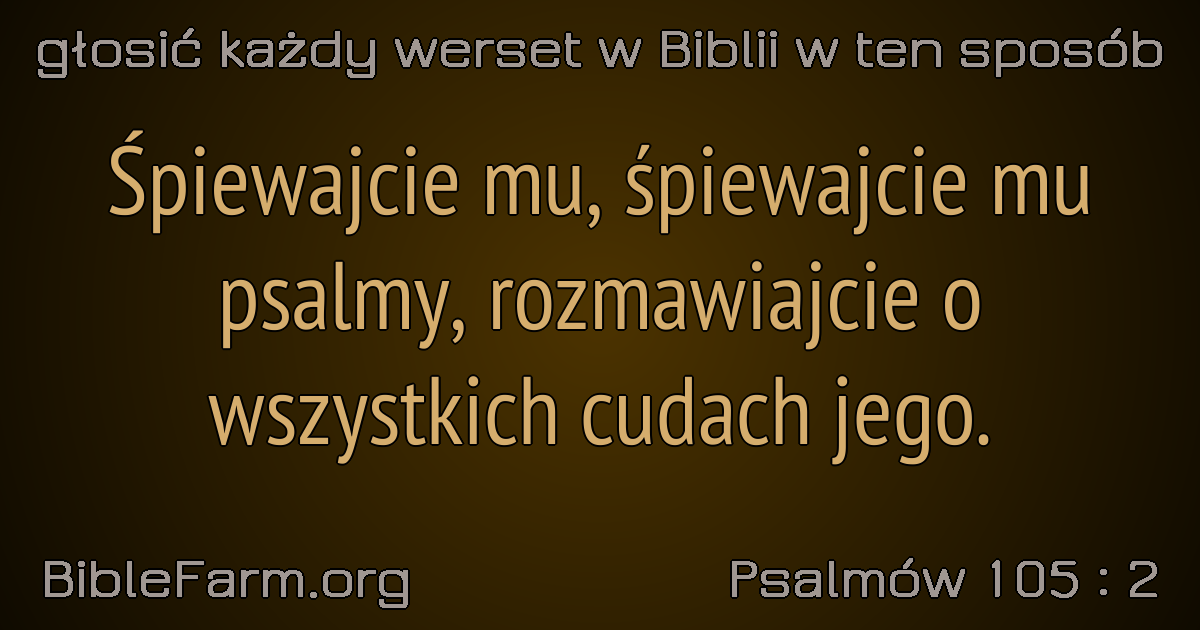 głosić każdy werset w Biblii w ten sposób
Śpiewajcie mu, śpiewajcie mu
psalmy, rozmawiajcie o
wszystkich cudach jego.
BibleFarm.org
Psalmów 105 : 2